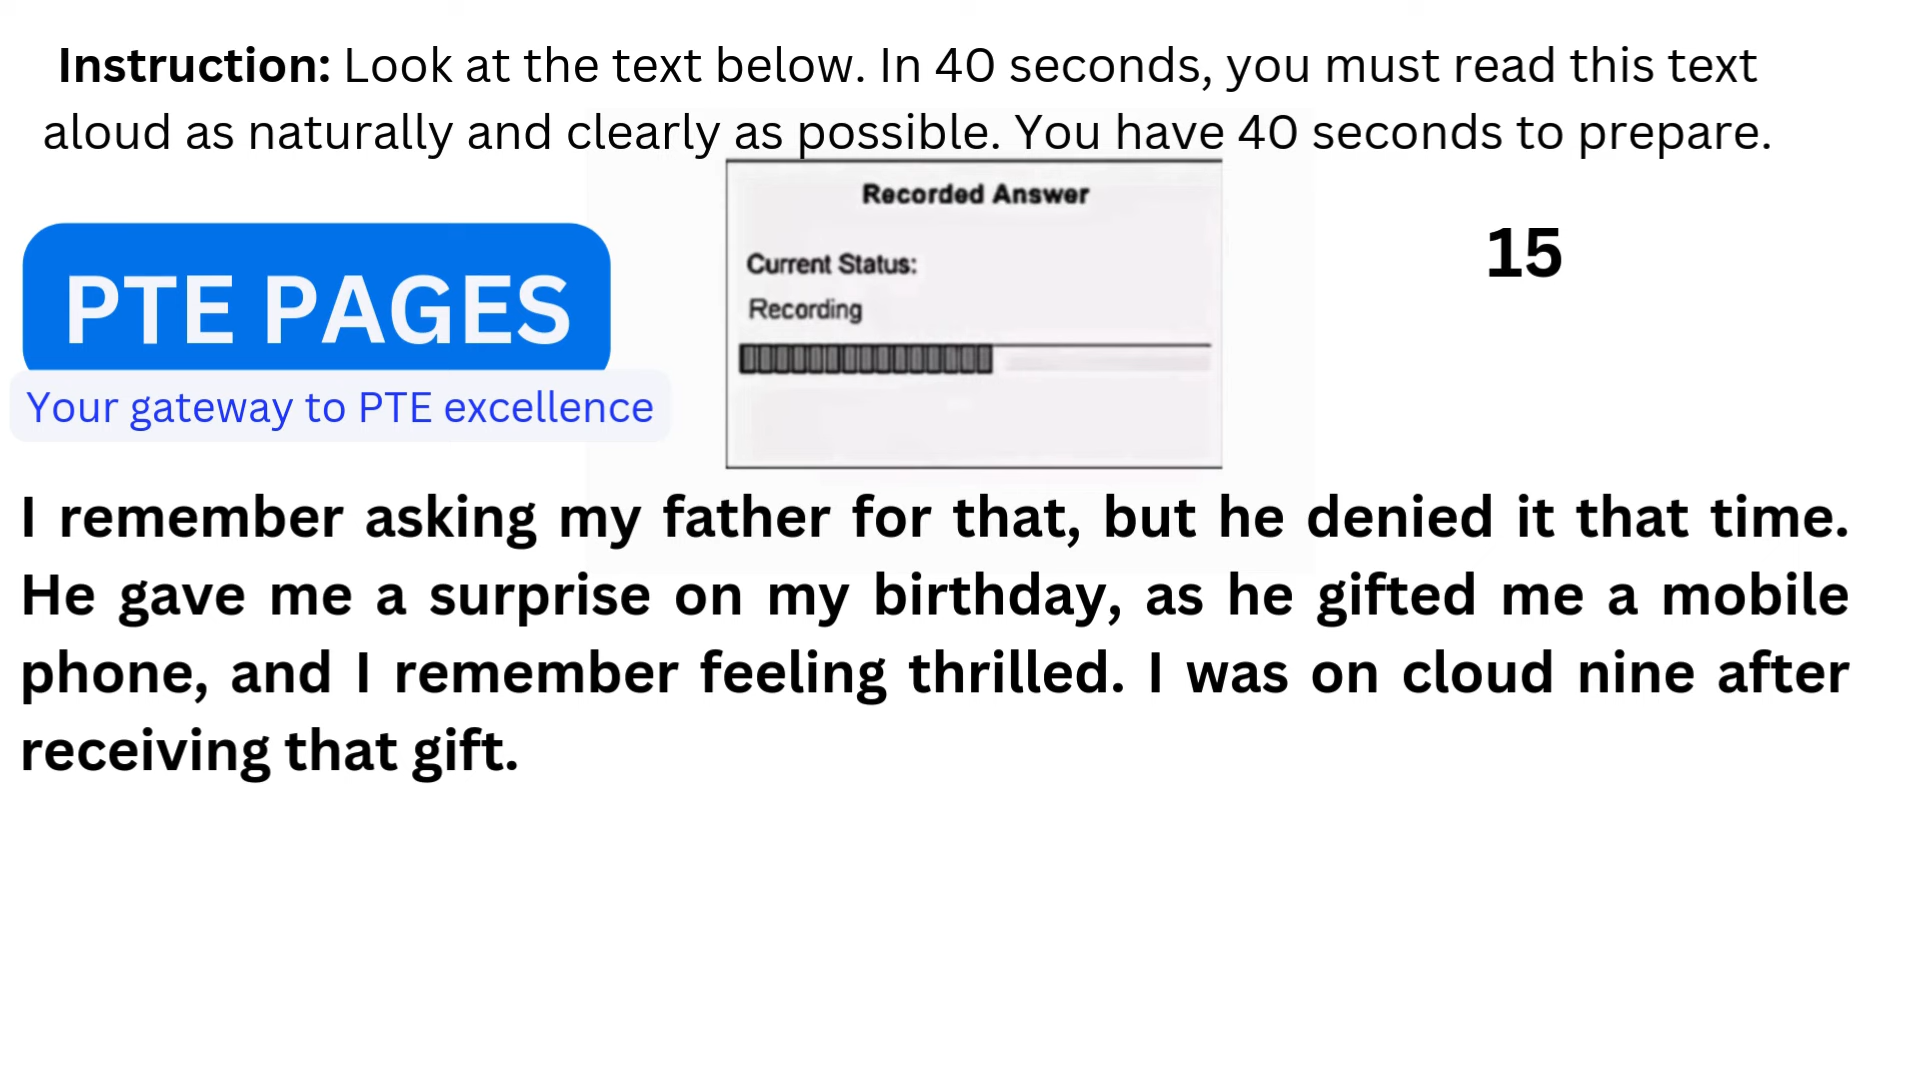 Instruction: Look at the text below. In 40 seconds, you must read this text
aloud as naturally and clearly as possible. You have 40 seconds to prepare.
Recorded Answer
Current Status:
Recording
15
PTE PAGES
Your gateway to PTE excellence
I remember asking my father for that, but he denied it that time.
He gave me a surprise on my birthday, as he gifted me a mobile
phone, and I remember feeling thrilled. I was on cloud nine after
receiving that gift.